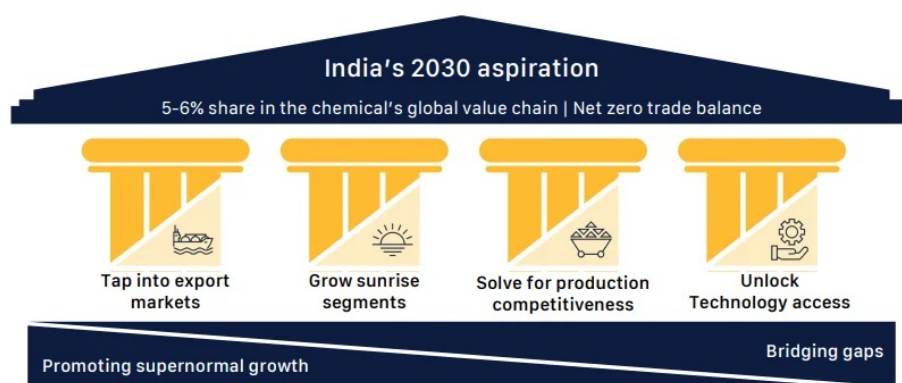 India's 2030 aspiration
5-6% share in the chemical's global value chain | Net zero trade balance
Tap into export
markets
Grow sunrise
segments
Solve for production
competitiveness
Unlock
Technology access
Promoting supernormal growth
Bridging gaps